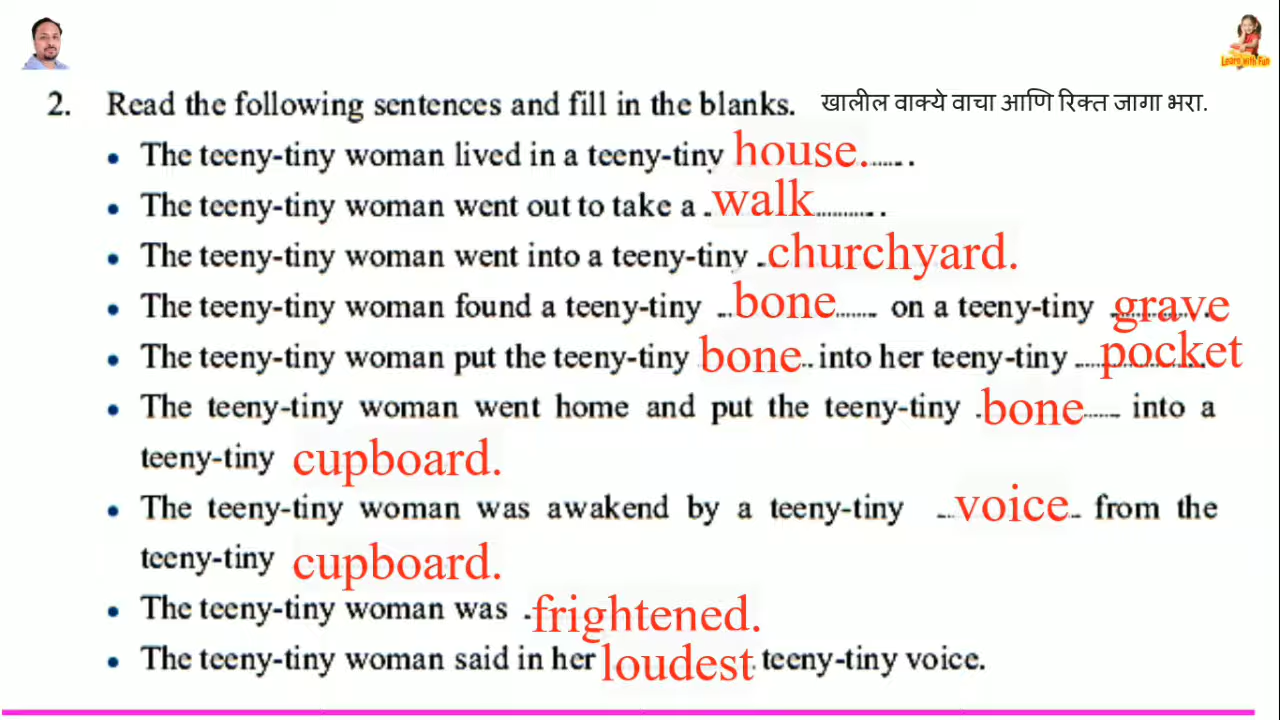 Learn with Fun
2. Read the following sentences and fill in the blanks. खालील वाक्ये वाचा आणि रिक्त जागा भरा.
• The teeny-tiny woman lived in a teeny-tiny house.......
• The teeny-tiny woman went out to take a .walk............
• The teeny-tiny woman went into a teeny-tiny .churchyard.
• The teeny-tiny woman found a teeny-tiny ...bone....... on a teeny-tiny grave
• The teeny-tiny woman put the teeny-tiny bone.. into her teeny-tiny ....pocket
• The teeny-tiny woman went home and put the teeny-tiny .bone...... into a
teeny-tiny cupboard.
• The teeny-tiny woman was awakend by a teeny-tiny ...voice.. from the
teeny-tiny cupboard.
• The teeny-tiny woman was .frightened.
• The teeny-tiny woman said in her loudest teeny-tiny voice.